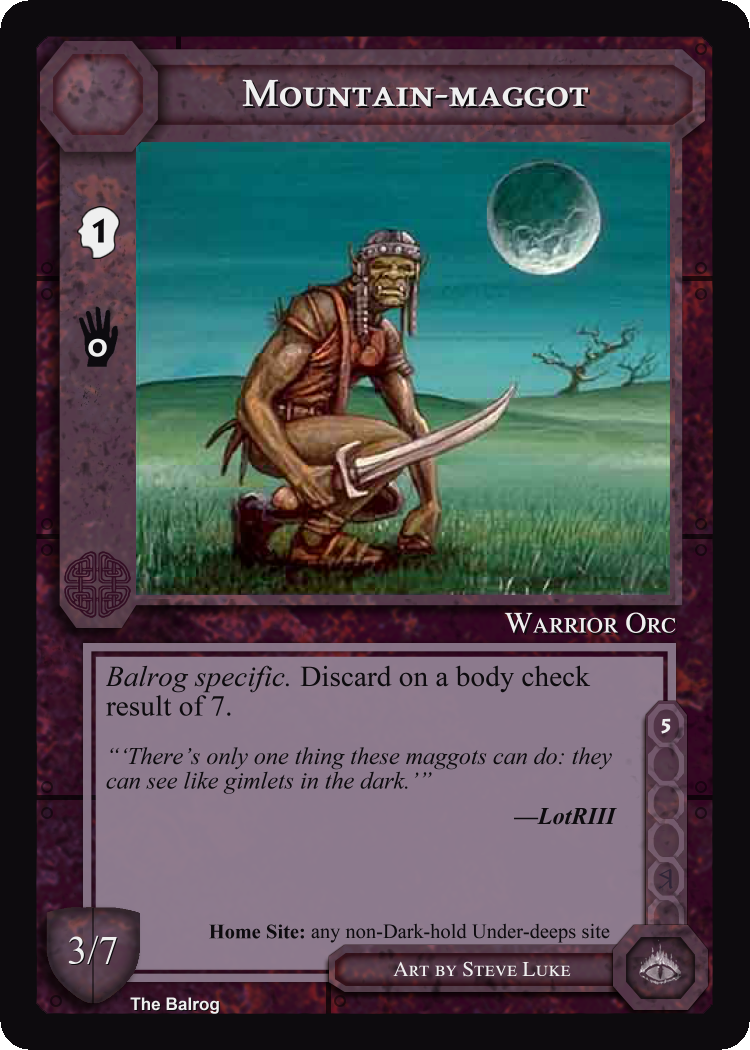 Mountain-maggot
1
0
Warrior Orc
Balrog specific. Discard on a body check
result of 7.
“‘There’s only one thing these maggots can do: they
can see like gimlets in the dark.’”
—LotRIII
5
Home Site: any non-Dark-hold Under-deeps site
3/7
Art by Steve Luke
The Balrog